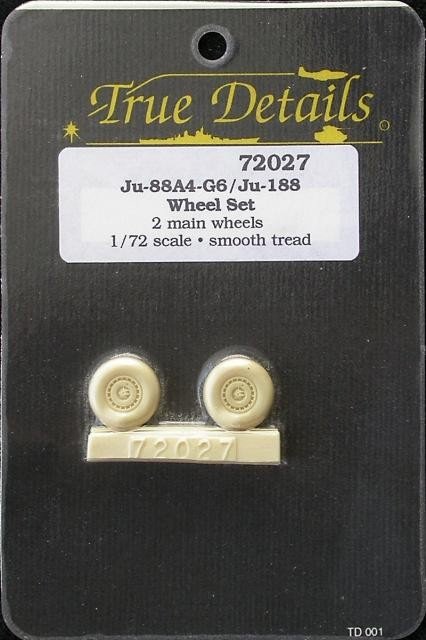 True Details
72027
Ju-88A4-G6/Ju-188
Wheel Set
2 main wheels
1/72 scale • smooth tread
72027
TD 001